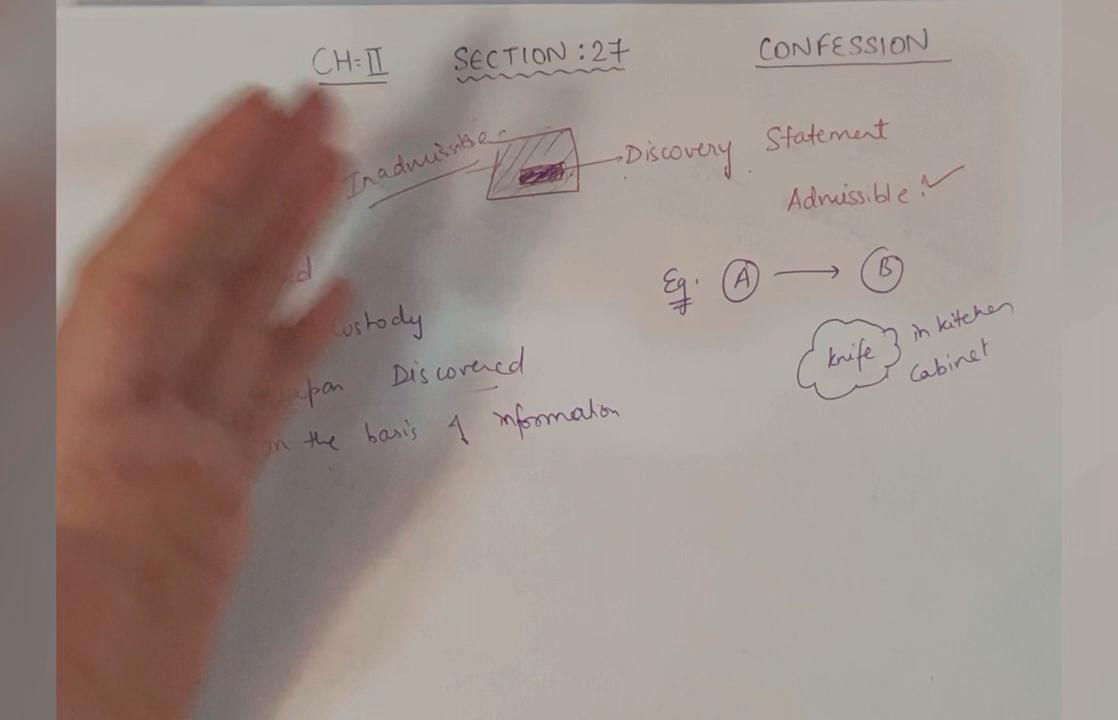 CH=II SECTION:27 CONFESSION
Inadmissible
Discovery Statement
Admissible.
Eg. A → B
Custody
knife in kitchen
cabinet
Discovered
on the basis of information